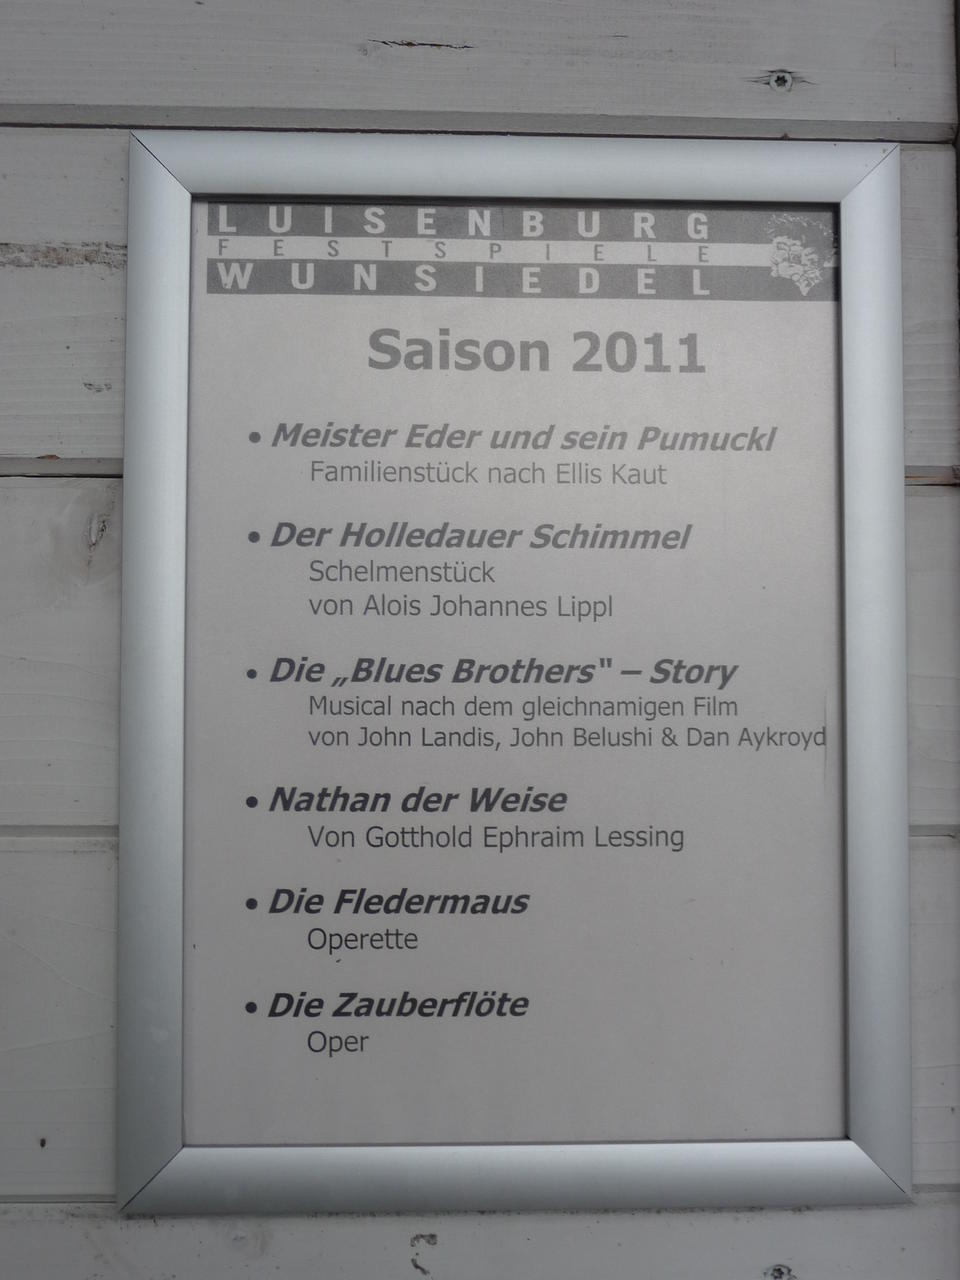 LUISENBURG
FESTSPIELE
WUNSIEDEL
Saison 2011
• Meister Eder und sein Pumuckl
Familienstück nach Ellis Kaut
• Der Holledauer Schimmel
Schelmenstück
von Alois Johannes Lippl
• Die „Blues Brothers" – Story
Musical nach dem gleichnamigen Film
von John Landis, John Belushi & Dan Aykroyd
• Nathan der Weise
Von Gotthold Ephraim Lessing
• Die Fledermaus
Operette
• Die Zauberflöte
Oper